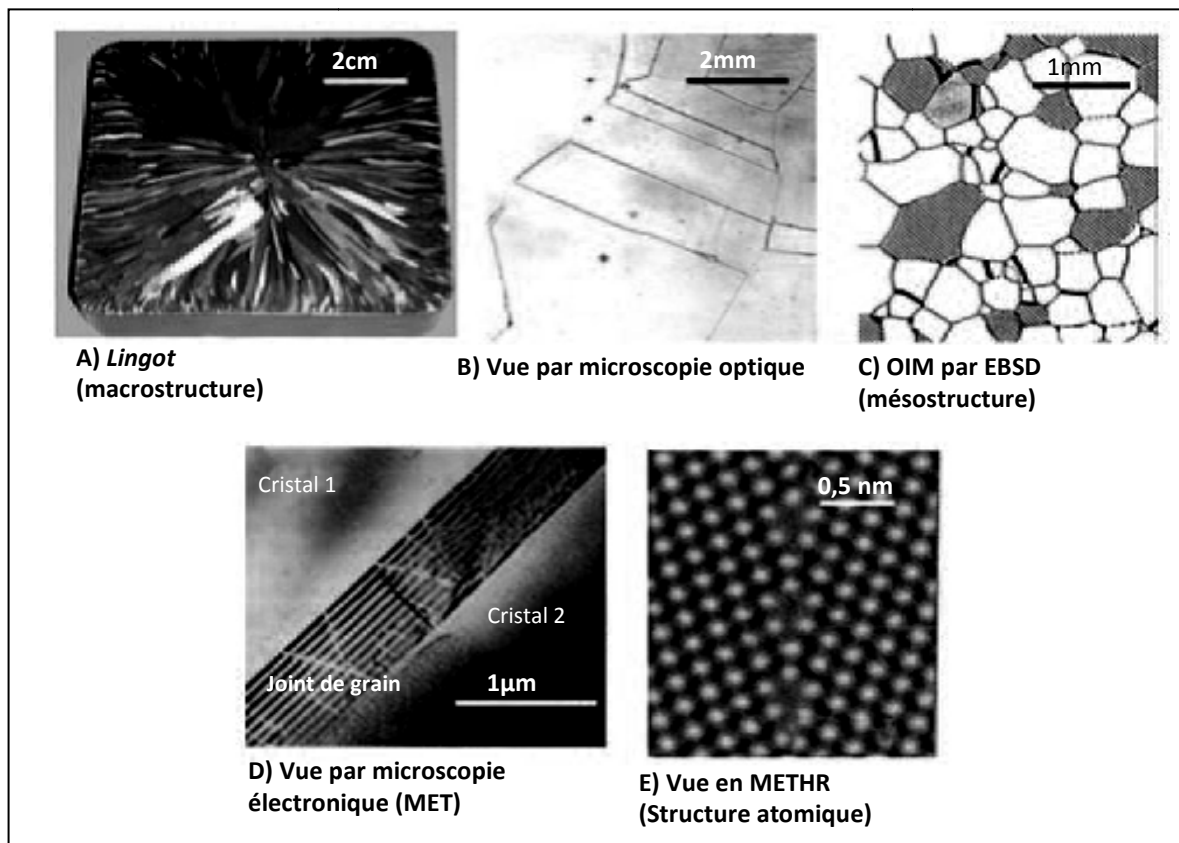 2cm
2mm
1mm
A) Lingot
(macrostructure)
B) Vue par microscopie optique
C) OIM par EBSD
(mésostructure)
Cristal 1
Cristal 2
Joint de grain
1µm
0,5 nm
D) Vue par microscopie
électronique (MET)
E) Vue en METHR
(Structure atomique)